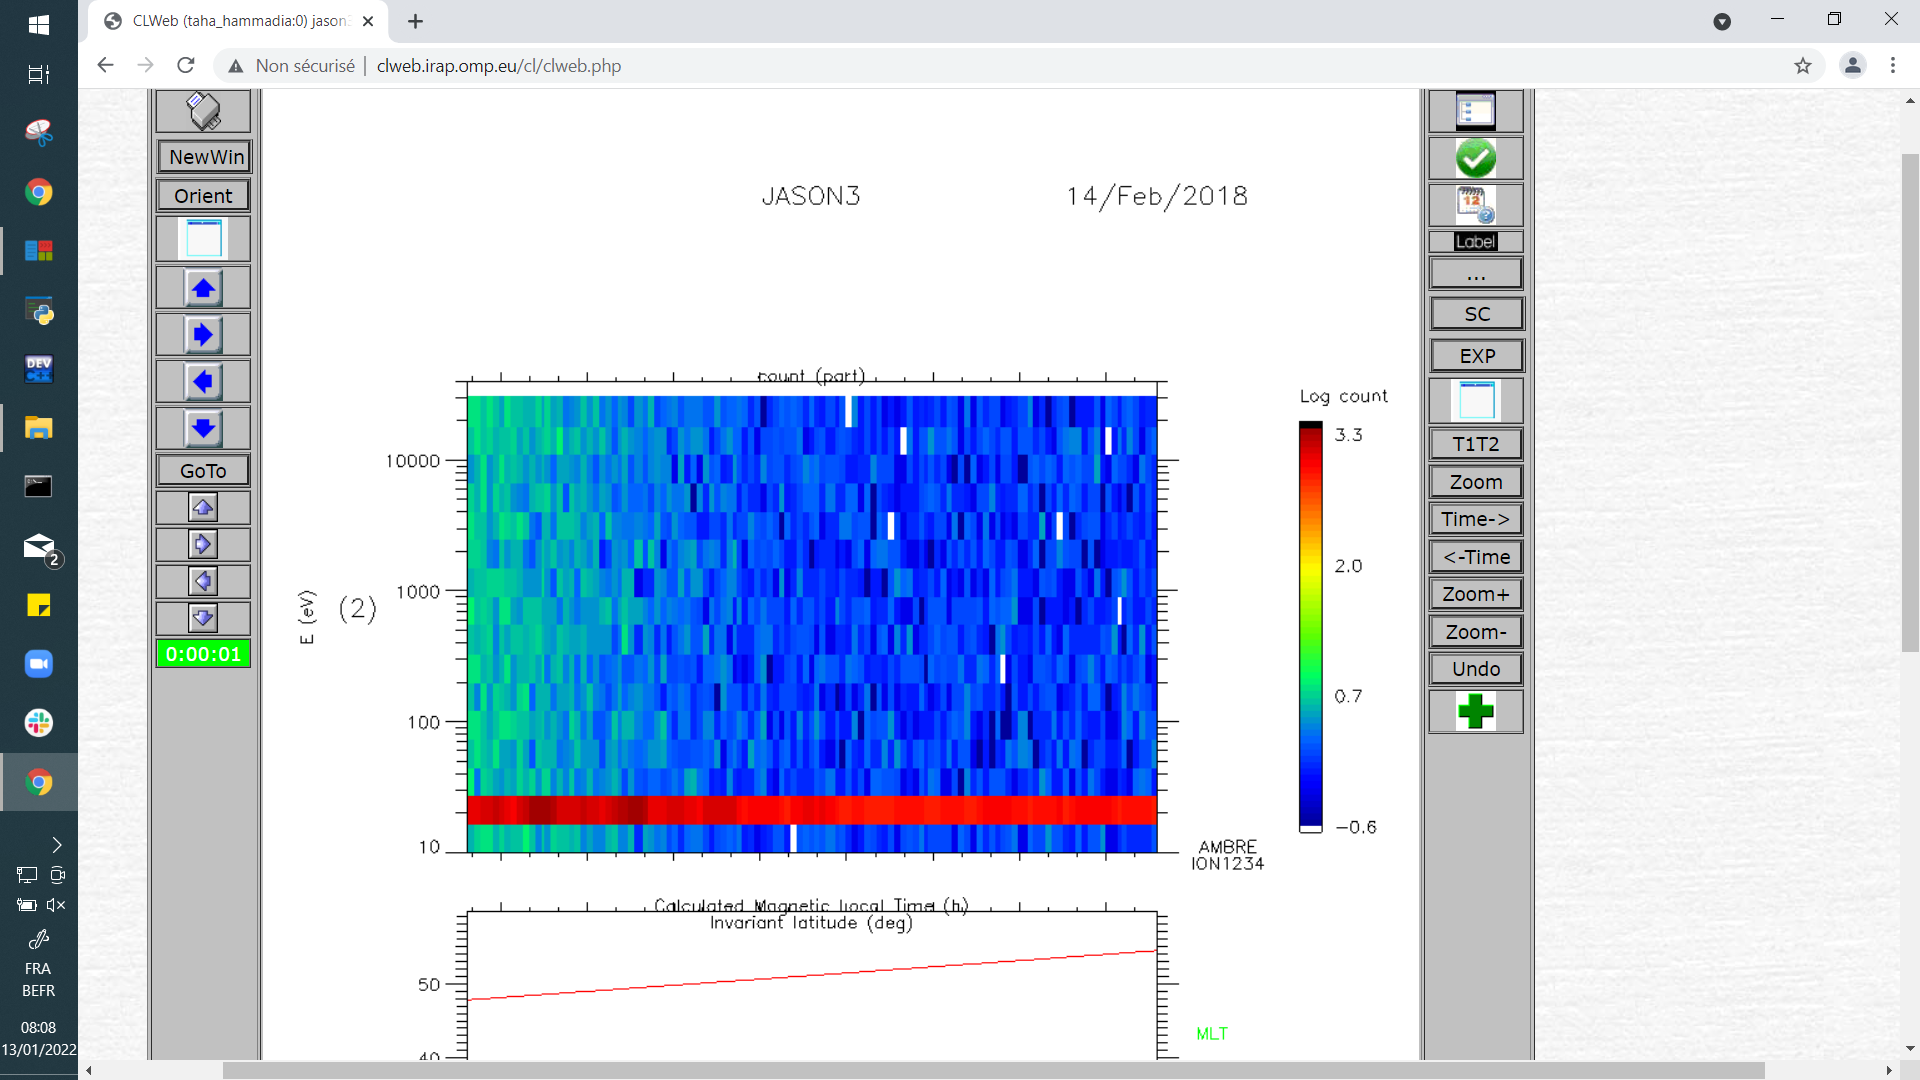 CLWeb (taha_hammadia:0) jason3
Non sécurisé
clweb.irap.omp.eu/cl/clweb.php
NewWin
Orient
GoTo
0:00:01
JASON3
14/Feb/2018
count (part)
10000
1000
100
10
E (eV)
(2)
Log count
3.3
2.0
0.7
−0.6
AMBRE
ION1234
Calculated Magnetic Local Time (h)
Invariant latitude (deg)
50
40
MLT
12
Label
...
SC
EXP
T1T2
Zoom
Time->
<-Time
Zoom+
Zoom-
Undo
DEV
C++
2
FRA
BEFR
08:08
13/01/2022